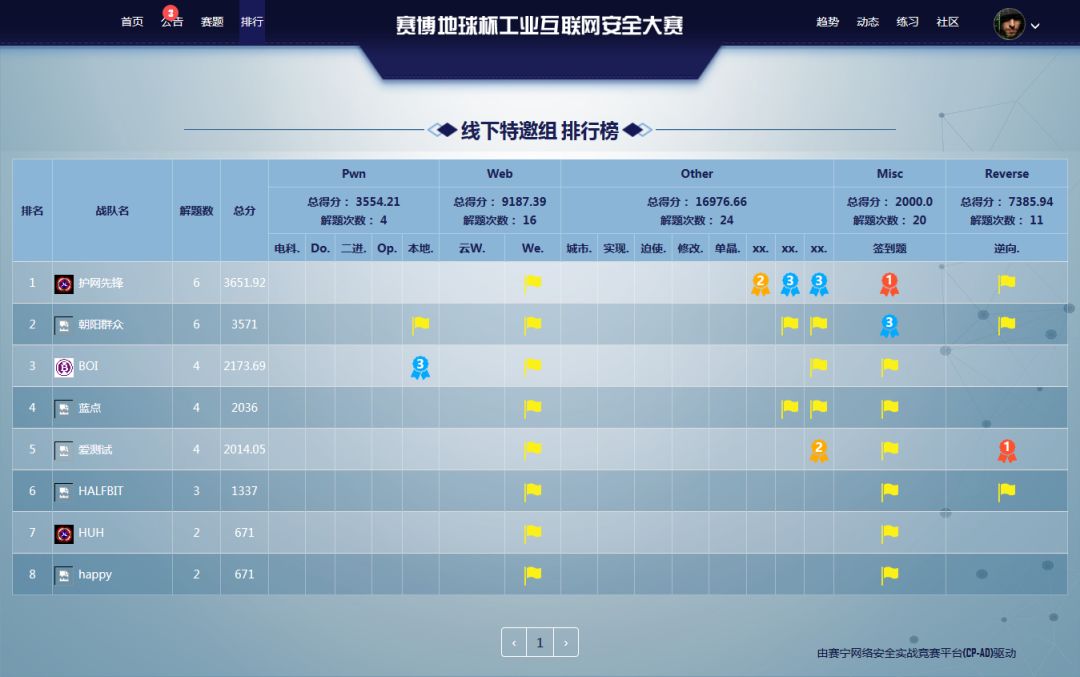 首页 公告 3 赛题 排行 赛博地球杯工业互联网安全大赛 趋势 动态 练习 社区
线下特邀组 排行榜
排名 战队名 解题数 总分 Pwn Web Other Misc Reverse
总得分： 3554.21 总得分： 9187.39 总得分： 16976.66 总得分： 2000.0 总得分： 7385.94
解题次数： 4 解题次数： 16 解题次数： 24 解题次数： 20 解题次数： 11
电科. Do. 二进. Op. 本地. 云W. We. 城市. 实现. 迫使. 修改. 单晶. xx. xx. xx. 签到题 逆向.
1 护网先锋 6 3651.92 2 3 3 1
2 朝阳群众 6 3571 3
3 BOI 4 2173.69 3
4 蓝点 4 2036
5 爱测试 4 2014.05 2 1
6 HALFBIT 3 1337
7 HUH 2 671
8 happy 2 671
‹ 1 ›
由赛宁网络安全实战竞赛平台(CP-AD)驱动